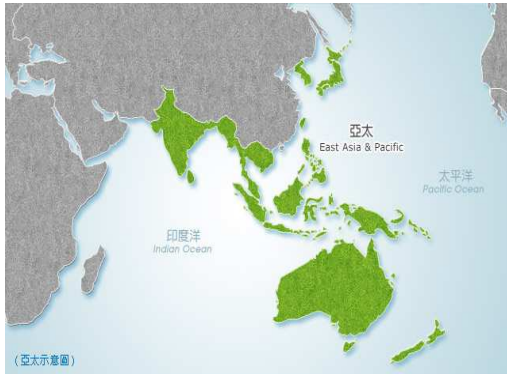 亞太
East Asia & Pacific
太平洋
Pacific Ocean
印度洋
Indian Ocean
(亞太示意圖)